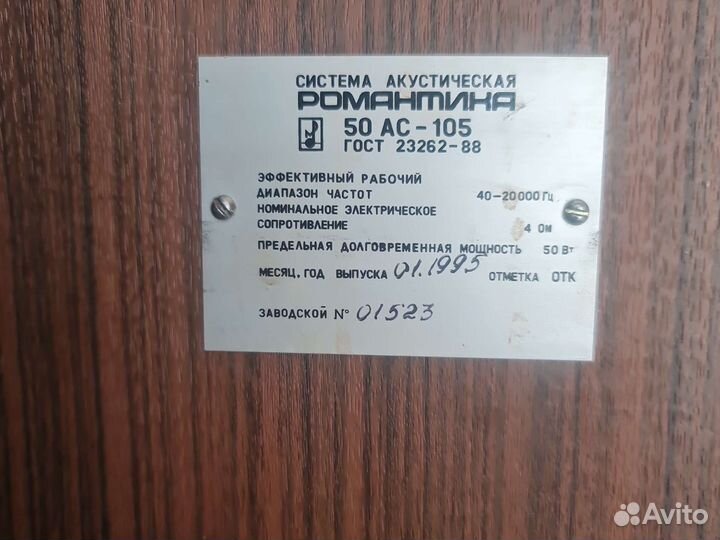 СИСТЕМА АКУСТИЧЕСКАЯ
РОМАНТИКА
50 АС-105
ГОСТ 23262-88
ЭФФЕКТИВНЫЙ РАБОЧИЙ
ДИАПАЗОН ЧАСТОТ 40-20000 Гц
НОМИНАЛЬНОЕ ЭЛЕКТРИЧЕСКОЕ
СОПРОТИВЛЕНИЕ 4 Ом
ПРЕДЕЛЬНАЯ ДОЛГОВРЕМЕННАЯ МОЩНОСТЬ 50 Вт
МЕСЯЦ, ГОД ВЫПУСКА 01.1995 ОТМЕТКА ОТК
ЗАВОДСКОЙ № 01523
Avito